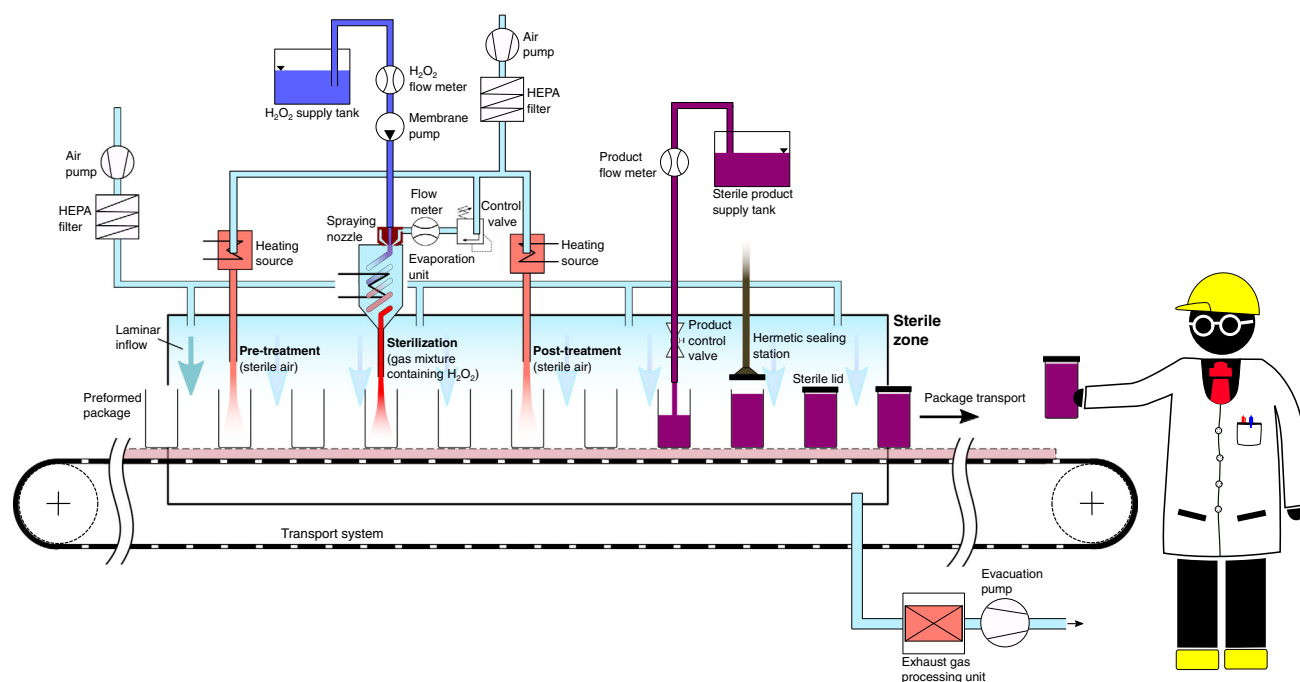 Air
pump
H₂O₂
flow meter
HEPA
filter
H₂O₂ supply tank
Membrane
pump
Air
pump
Product
flow meter
HEPA
filter
Sterile product
supply tank
Flow
meter
Control
valve
Spraying
nozzle
Heating
source
Evaporation
unit
Heating
source
Sterile
zone
Laminar
inflow
Pre-treatment
(sterile air)
Sterilization
(gas mixture
containing H₂O₂)
Post-treatment
(sterile air)
Product
control
valve
Hermetic sealing
station
Sterile lid
Preformed
package
Package transport
Transport system
Evacuation
pump
Exhaust gas
processing unit